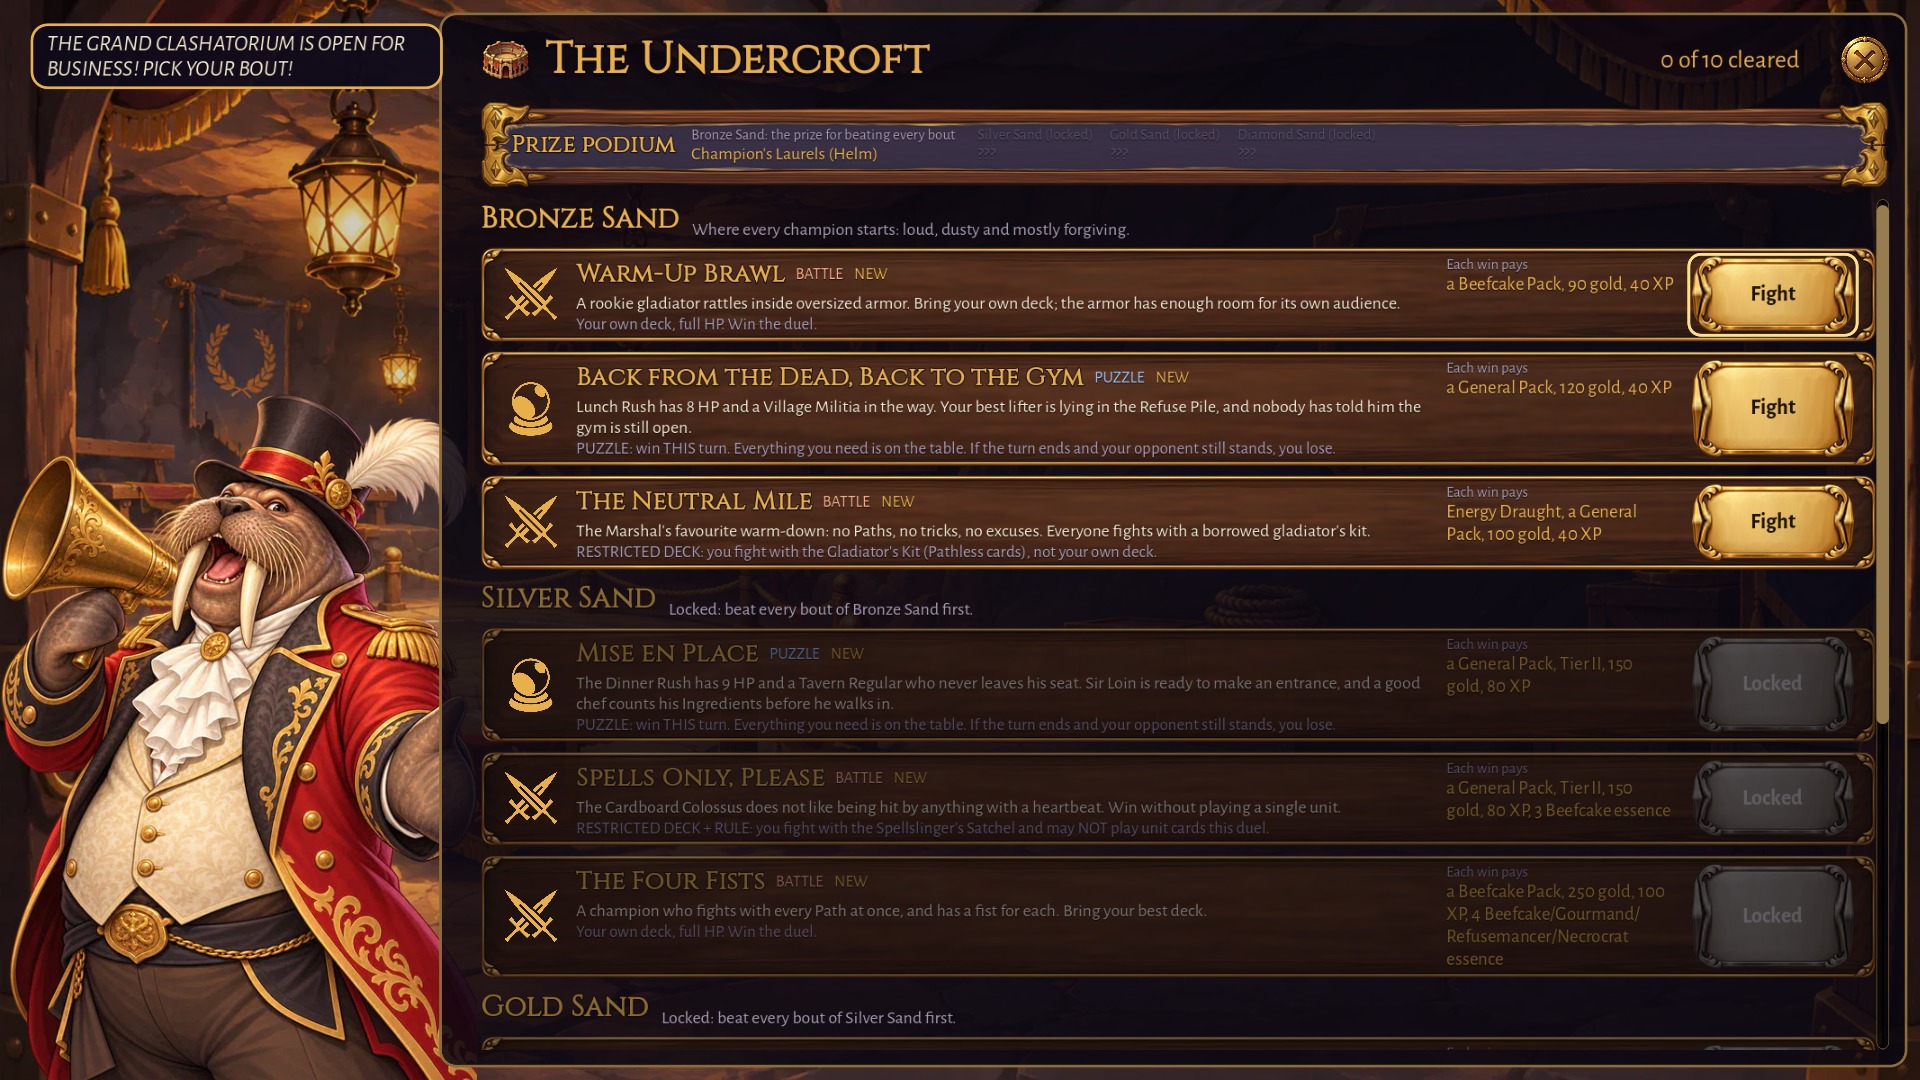 THE GRAND CLASHATORIUM IS OPEN FOR
BUSINESS! PICK YOUR BOUT!
THE UNDERCROFT
0 of 10 cleared
PRIZE PODIUM
Bronze Sand: the prize for beating every bout
Champion's Laurels (Helm)
Silver Sand (locked)
???
Gold Sand (locked)
???
Diamond Sand (locked)
???
BRONZE SAND
Where every champion starts: loud, dusty and mostly forgiving.
WARM-UP BRAWL BATTLE NEW
A rookie gladiator rattles inside oversized armor. Bring your own deck; the armor has enough room for its own audience.
Your own deck, full HP. Win the duel.
Each win pays
a Beefcake Pack, 90 gold, 40 XP
Fight
BACK FROM THE DEAD, BACK TO THE GYM PUZZLE NEW
Lunch Rush has 8 HP and a Village Militia in the way. Your best lifter is lying in the Refuse Pile, and nobody has told him the
gym is still open.
PUZZLE: win THIS turn. Everything you need is on the table. If the turn ends and your opponent still stands, you lose.
Each win pays
a General Pack, 120 gold, 40 XP
Fight
THE NEUTRAL MILE BATTLE NEW
The Marshal's favourite warm-down: no Paths, no tricks, no excuses. Everyone fights with a borrowed gladiator's kit.
RESTRICTED DECK: you fight with the Gladiator's Kit (Pathless cards), not your own deck.
Each win pays
Energy Draught, a General
Pack, 100 gold, 40 XP
Fight
SILVER SAND
Locked: beat every bout of Bronze Sand first.
MISE EN PLACE PUZZLE NEW
The Dinner Rush has 9 HP and a Tavern Regular who never leaves his seat. Sir Loin is ready to make an entrance, and a good
chef counts his Ingredients before he walks in.
PUZZLE: win THIS turn. Everything you need is on the table. If the turn ends and your opponent still stands, you lose.
Each win pays
a General Pack, Tier II, 150
gold, 80 XP
Locked
SPELLS ONLY, PLEASE BATTLE NEW
The Cardboard Colossus does not like being hit by anything with a heartbeat. Win without playing a single unit.
RESTRICTED DECK + RULE: you fight with the Spellslinger's Satchel and may NOT play unit cards this duel.
Each win pays
a General Pack, Tier II, 150
gold, 80 XP, 3 Beefcake essence
Locked
THE FOUR FISTS BATTLE NEW
A champion who fights with every Path at once, and has a fist for each. Bring your best deck.
Your own deck, full HP. Win the duel.
Each win pays
a Beefcake Pack, 250 gold, 100
XP, 4 Beefcake/Gourmand/
Refusemancer/Necrocrat
essence
Locked
GOLD SAND
Locked: beat every bout of Silver Sand first.